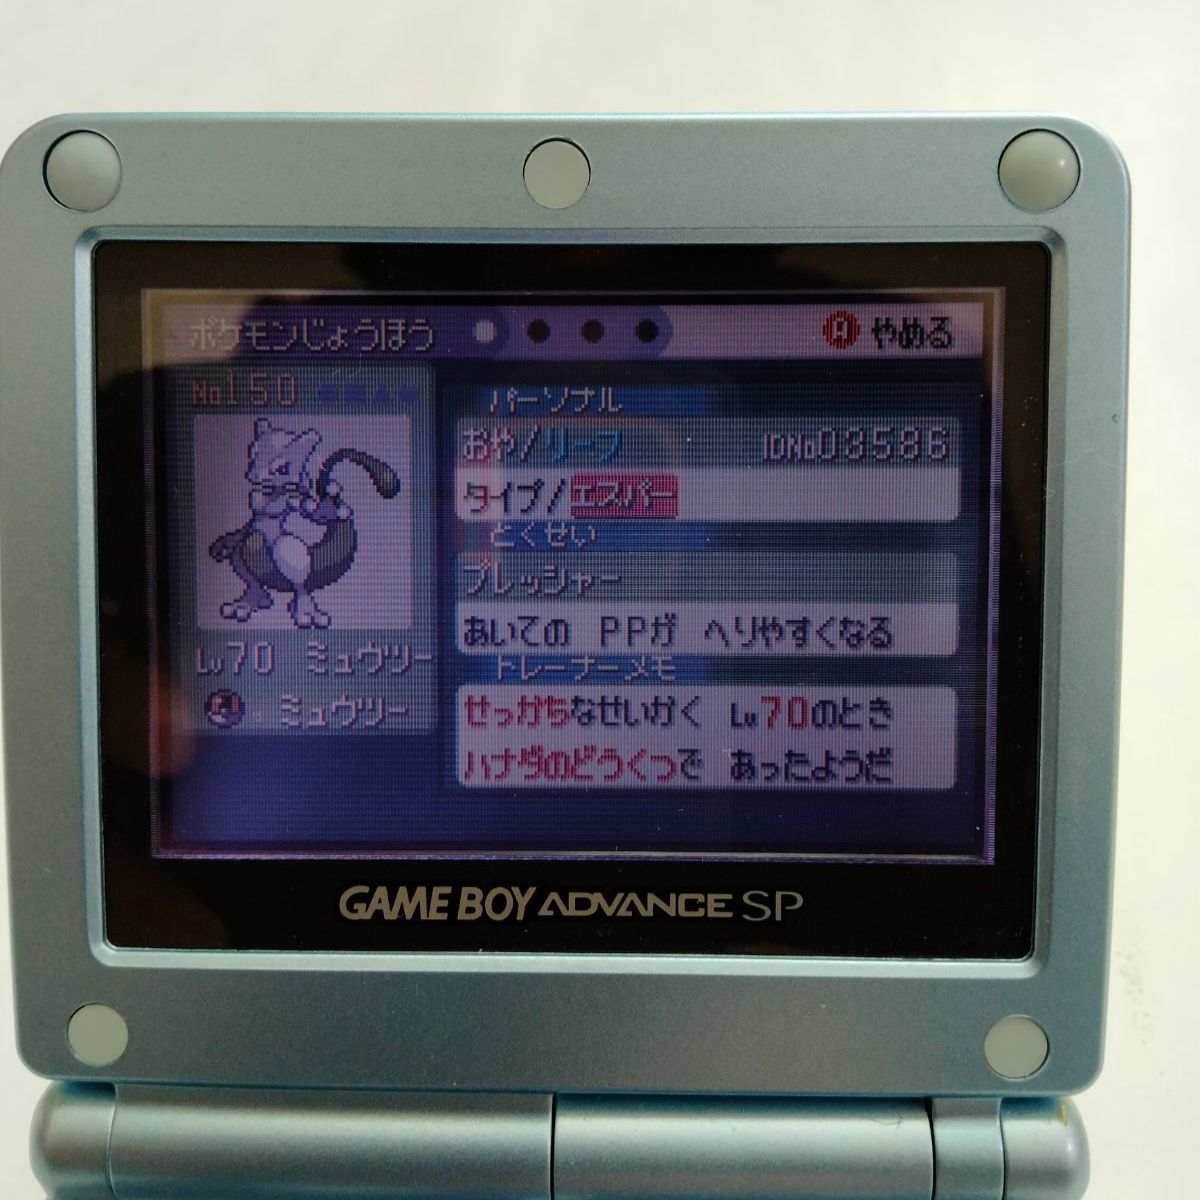 ポケモンじょうほう
A やめる
No150
パーソナル
おや/リーフ IDNo03586
タイプ/エスパー
とくせい
プレッシャー
あいての PPが へりやすくなる
Lv70 ミュウツー
ミュウツー
トレーナーメモ
せっかちなせいかく Lv70のとき
ハナダのどうくつで あったようだ
GAME BOY ADVANCE SP